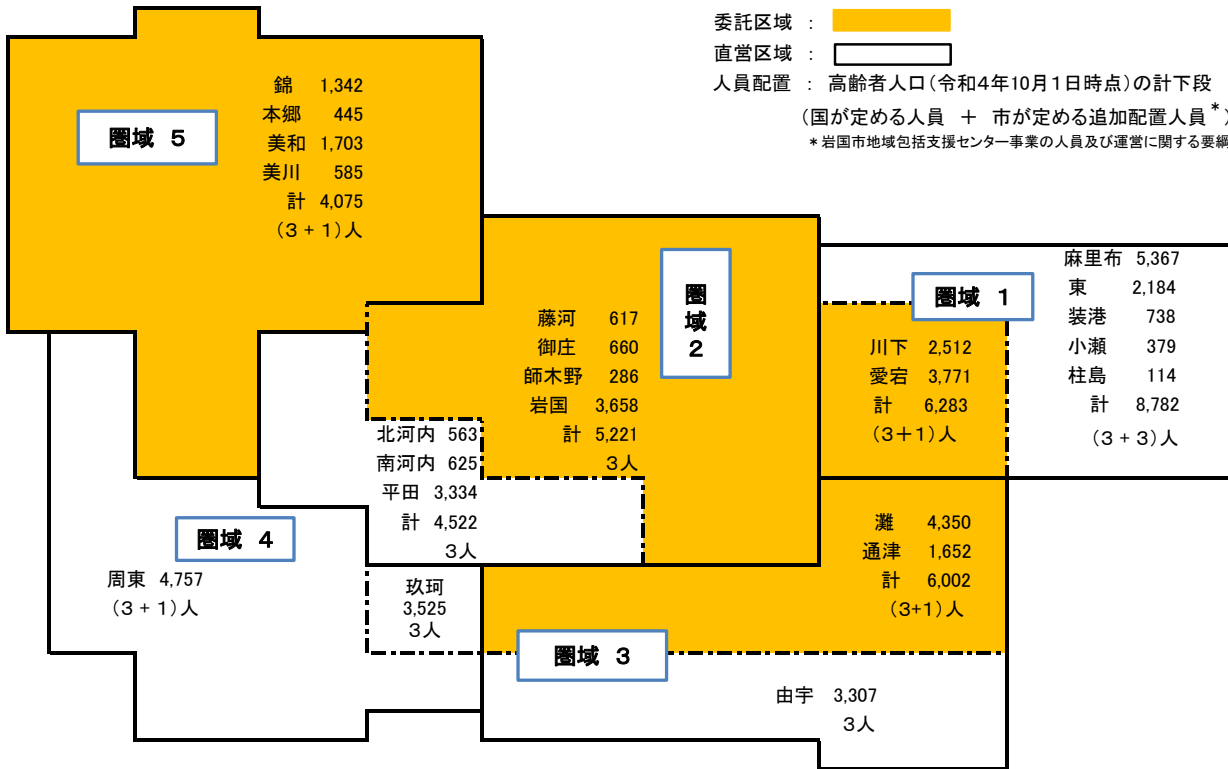 委託区域 :
直営区域 :
人員配置 : 高齢者人口(令和4年10月1日時点)の計下段
(国が定める人員 + 市が定める追加配置人員*)
*岩国市地域包括支援センター事業の人員及び運営に関する要綱
圏域 5
錦 1,342
本郷 445
美和 1,703
美川 585
計 4,075
(3+1)人
圏域 2
藤河 617
御庄 660
師木野 286
岩国 3,658
計 5,221
3人
北河内 563
南河内 625
平田 3,334
計 4,522
3人
圏域 1
川下 2,512
愛宕 3,771
計 6,283
(3+1)人
麻里布 5,367
東 2,184
装港 738
小瀬 379
柱島 114
計 8,782
(3+3)人
圏域 4
周東 4,757
(3+1)人
玖珂
3,525
3人
灘 4,350
通津 1,652
計 6,002
(3+1)人
圏域 3
由宇 3,307
3人